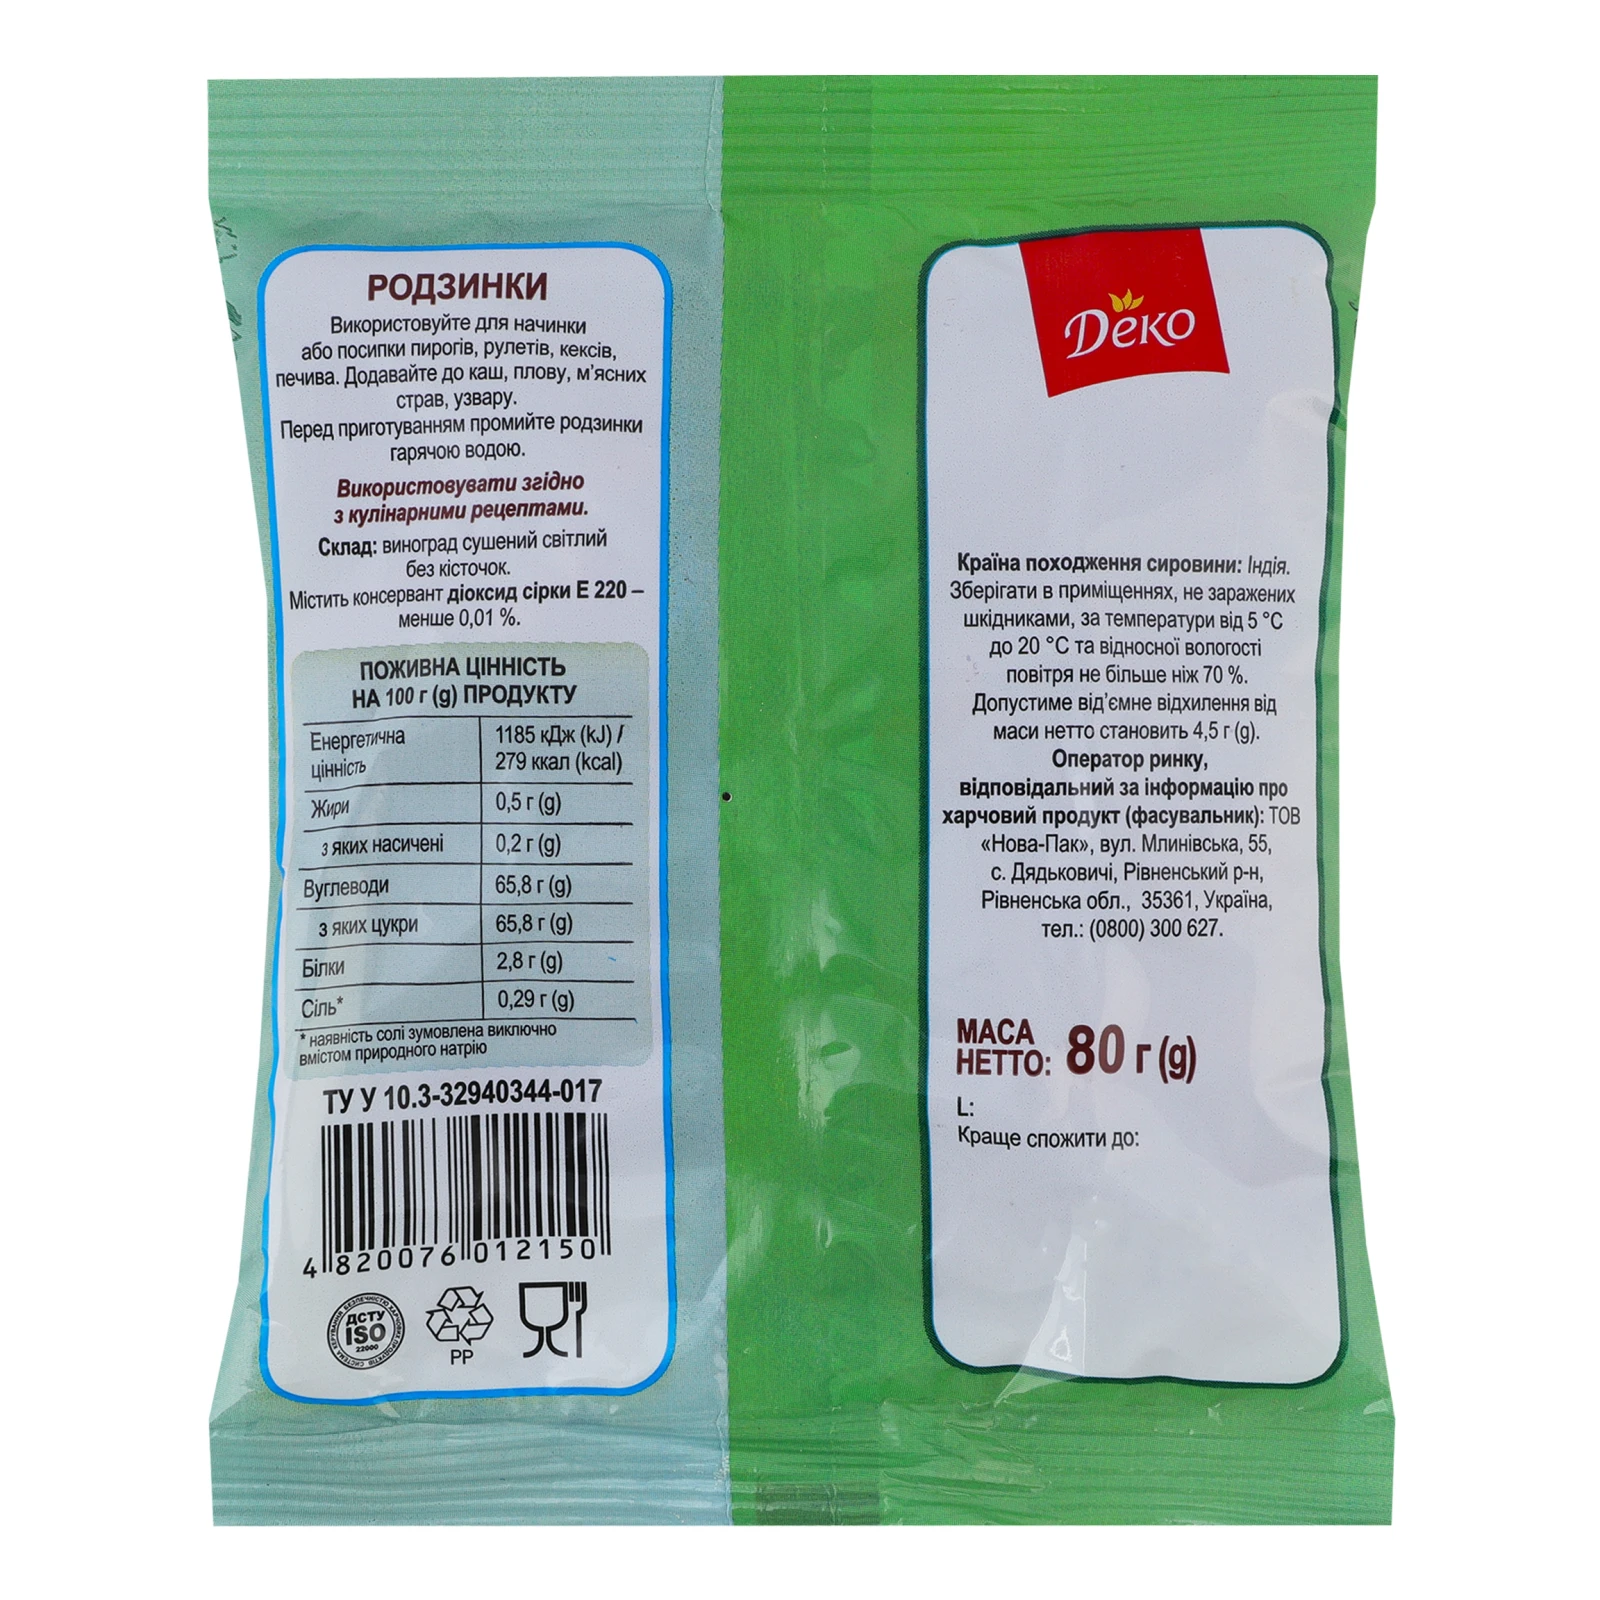 РОДЗИНКИ
Використовуйте для начинки
або посипки пирогів, рулетів, кексів,
печива. Додавайте до каш, плову, м'ясних
страв, узвару.
Перед приготуванням промийте родзинки
гарячою водою.
Використовувати згідно
з кулінарними рецептами.
Склад: виноград сушений світлий
без кісточок.
Містить консервант діоксид сірки Е 220 –
менше 0,01 %.
ПОЖИВНА ЦІННІСТЬ
НА 100 г (g) ПРОДУКТУ
Енергетична цінність 1185 кДж (kJ) / 279 ккал (kcal)
Жири 0,5 г (g)
з яких насичені 0,2 г (g)
Вуглеводи 65,8 г (g)
з яких цукри 65,8 г (g)
Білки 2,8 г (g)
Сіль* 0,29 г (g)
* наявність солі зумовлена виключно
вмістом природного натрію
ТУ У 10.3-32940344-017
4 820076 012150
СИСТЕМА КЕРУВАННЯ БЕЗПЕЧНІСТЮ ХАРЧОВИХ ПРОДУКТІВ
ДСТУ
ISO
22000
PP
Деко
Країна походження сировини: Індія.
Зберігати в приміщеннях, не заражених
шкідниками, за температури від 5 °С
до 20 °С та відносної вологості
повітря не більше ніж 70 %.
Допустиме від'ємне відхилення від
маси нетто становить 4,5 г (g).
Оператор ринку,
відповідальний за інформацію про
харчовий продукт (фасувальник): ТОВ
«Нова-Пак», вул. Млинівська, 55,
с. Дядьковичі, Рівненський р-н,
Рівненська обл., 35361, Україна,
тел.: (0800) 300 627.
МАСА
НЕТТО: 80 г (g)
L:
Краще спожити до: